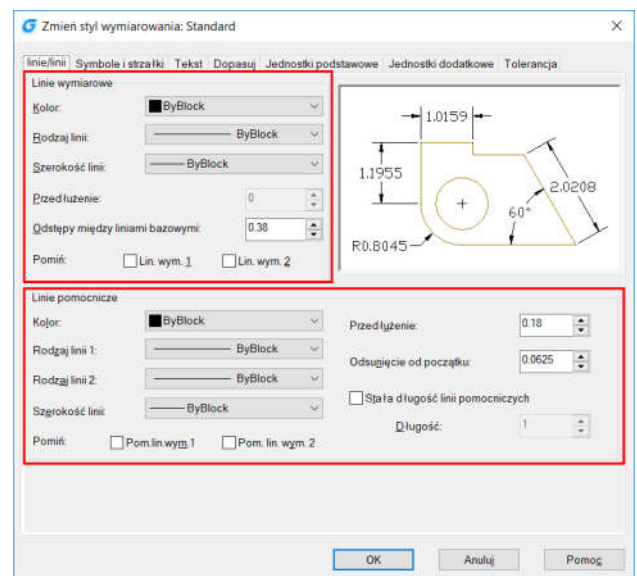 Zmień styl wymiarowania: Standard
linie/linii Symbole i strzałki Tekst Dopasuj Jednostki podstawowe Jednostki dodatkowe Tolerancja
Linie wymiarowe
Kolor: ByBlock
Rodzaj linii: ByBlock
Szerokość linii: ByBlock
Przedłużenie: 0
Odstępy między liniami bazowymi: 0.38
Pomiń: Lin. wym. 1 Lin. wym. 2
1.0159
1.1955
2.0208
60°
R0.8045
Linie pomocnicze
Kolor: ByBlock
Rodzaj linii 1: ByBlock
Rodzaj linii 2: ByBlock
Szerokość linii: ByBlock
Pomiń: Pom.lin.wym.1 Pom. lin. wym. 2
Przedłużenie: 0.18
Odsunięcie od początku: 0.0625
Stała długość linii pomocniczych
Długość: 1
OK Anuluj Pomoc